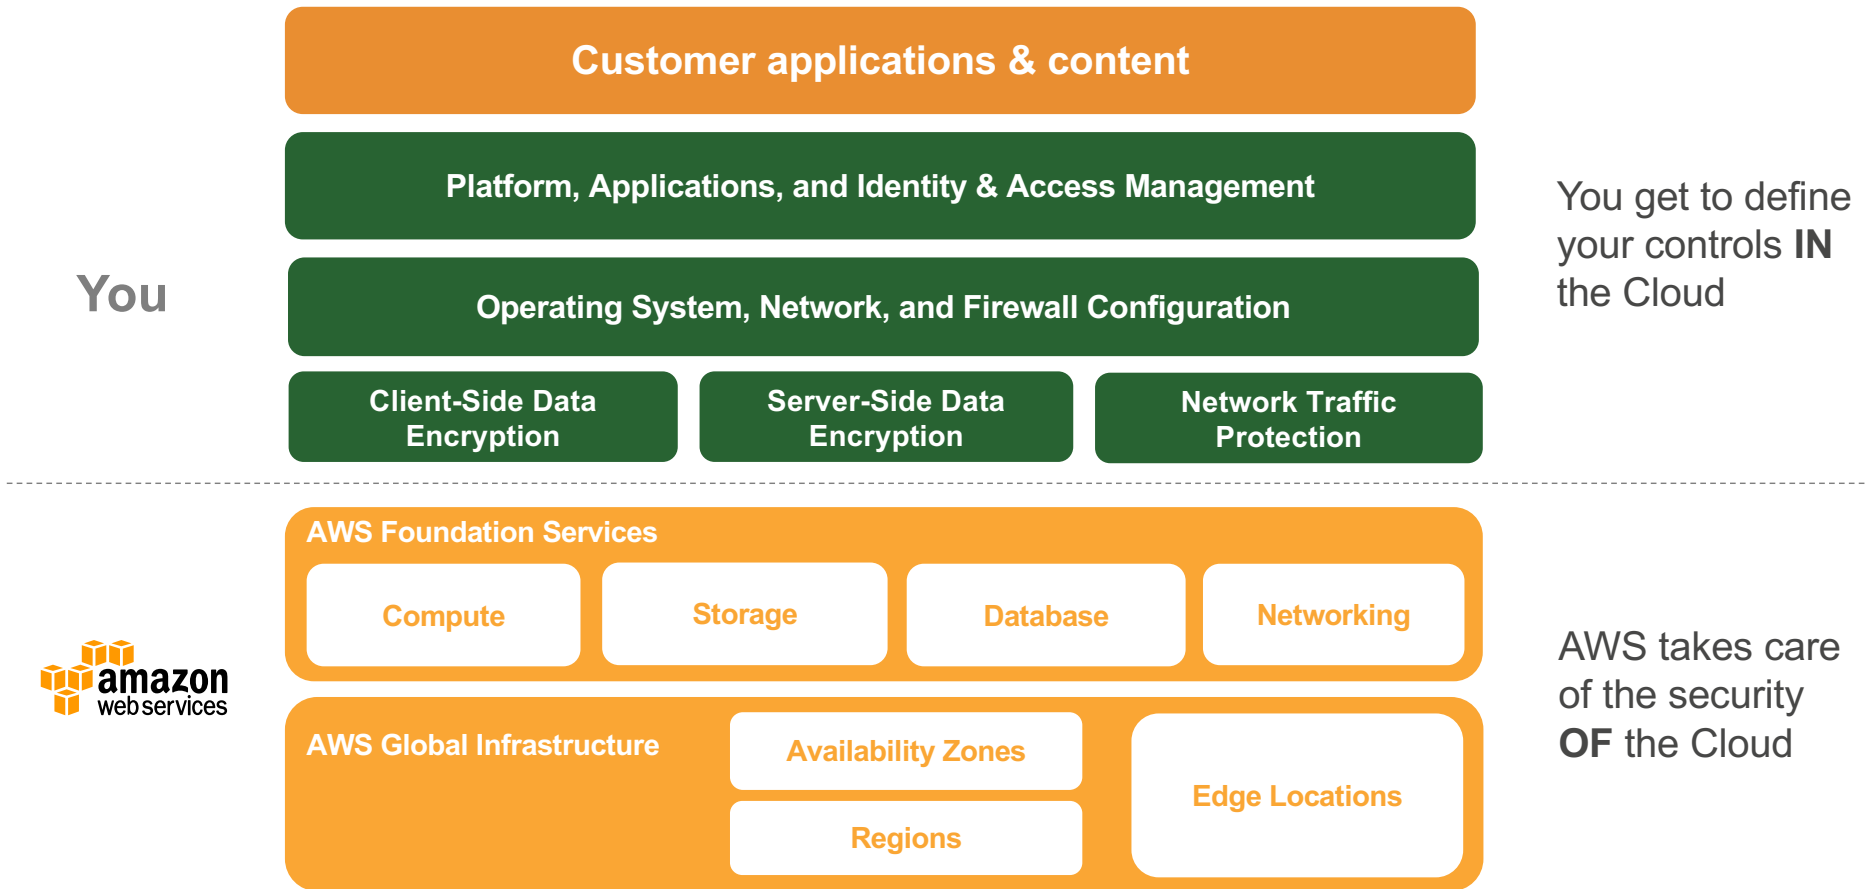 Customer applications & content
Platform, Applications, and Identity & Access Management
You get to define
your controls IN
the Cloud
You
Operating System, Network, and Firewall Configuration
Client-Side Data
Encryption
Server-Side Data
Encryption
Network Traffic
Protection
AWS Foundation Services
Compute
Storage
Database
Networking
amazon
web services
AWS takes care
of the security
OF the Cloud
AWS Global Infrastructure
Availability Zones
Regions
Edge Locations